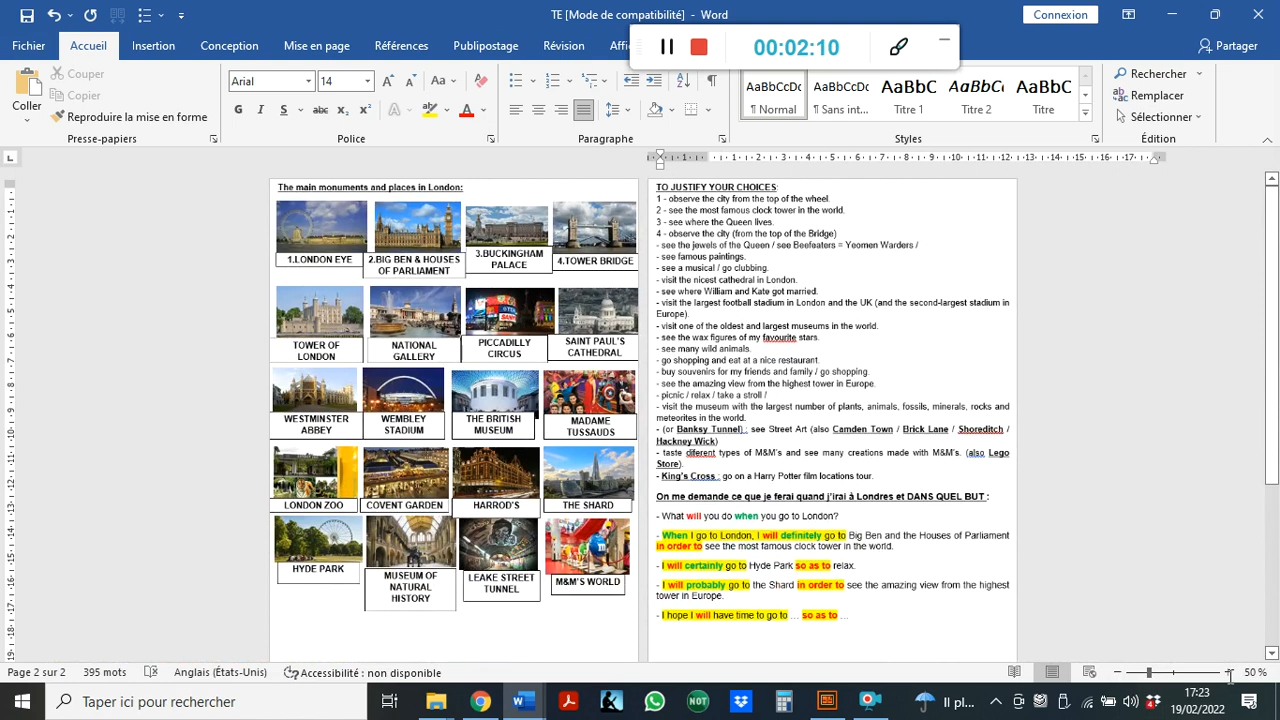 T5E [Mode de compatibilité] - Word
Connexion
Fichier Accueil Insertion Conception Mise en page Références Publipostage Révision
00:02:10
Partager
Coller
Couper
Copier
Reproduire la mise en forme
Presse-papiers
Arial 14
Aa
G I S abc x₂ x²
Police
Paragraphe
AaBbCcDc AaBbCcDc AaBbC AaBbCc AaBbC
¶ Normal ¶ Sans int... Titre 1 Titre 2 Titre
Styles
Rechercher
Remplacer
Sélectionner
Édition
The main monuments and places in London:
1.LONDON EYE
2.BIG BEN & HOUSES
OF PARLIAMENT
3.BUCKINGHAM
PALACE
4.TOWER BRIDGE
TOWER OF
LONDON
NATIONAL
GALLERY
PICCADILLY
CIRCUS
SAINT PAUL'S
CATHEDRAL
WESTMINSTER
ABBEY
WEMBLEY
STADIUM
THE BRITISH
MUSEUM
MADAME
TUSSAUDS
LONDON ZOO
COVENT GARDEN
HARROD'S
THE SHARD
HYDE PARK
MUSEUM OF
NATURAL
HISTORY
LEAKE STREET
TUNNEL
M&M'S WORLD
TO JUSTIFY YOUR CHOICES:
1 - observe the city from the top of the wheel.
2 - see the most famous clock tower in the world.
3 - see where the Queen lives.
4 - observe the city (from the top of the Bridge)
- see the jewels of the Queen / see Beefeaters = Yeomen Warders /
- see famous paintings.
- see a musical / go clubbing.
- visit the nicest cathedral in London.
- see where William and Kate got married.
- visit the largest football stadium in London and the UK (and the second-largest stadium in
Europe).
- visit one of the oldest and largest museums in the world.
- see the wax figures of my favourite stars.
- see many wild animals.
- go shopping and eat at a nice restaurant.
- buy souvenirs for my friends and family / go shopping.
- see the amazing view from the highest tower in Europe.
- picnic / relax / take a stroll /
- visit the museum with the largest number of plants, animals, fossils, minerals, rocks and
meteorites in the world.
- (or Banksy Tunnel) : see Street Art (also Camden Town / Brick Lane / Shoreditch /
Hackney Wick)
- taste diferent types of M&M's and see many creations made with M&M's. (also Lego
Store).
- King's Cross : go on a Harry Potter film locations tour.
On me demande ce que je ferai quand j'irai à Londres et DANS QUEL BUT :
- What will you do when you go to London?
- When I go to London, I will definitely go to Big Ben and the Houses of Parliament
in order to see the most famous clock tower in the world.
- I will certainly go to Hyde Park so as to relax.
- I will probably go to the Shard in order to see the amazing view from the highest
tower in Europe.
- I hope I will have time to go to … so as to …
Page 2 sur 2 395 mots Anglais (États-Unis) Accessibilité : non disponible 50 %
Taper ici pour rechercher
Il pl...
17:23
19/02/2022